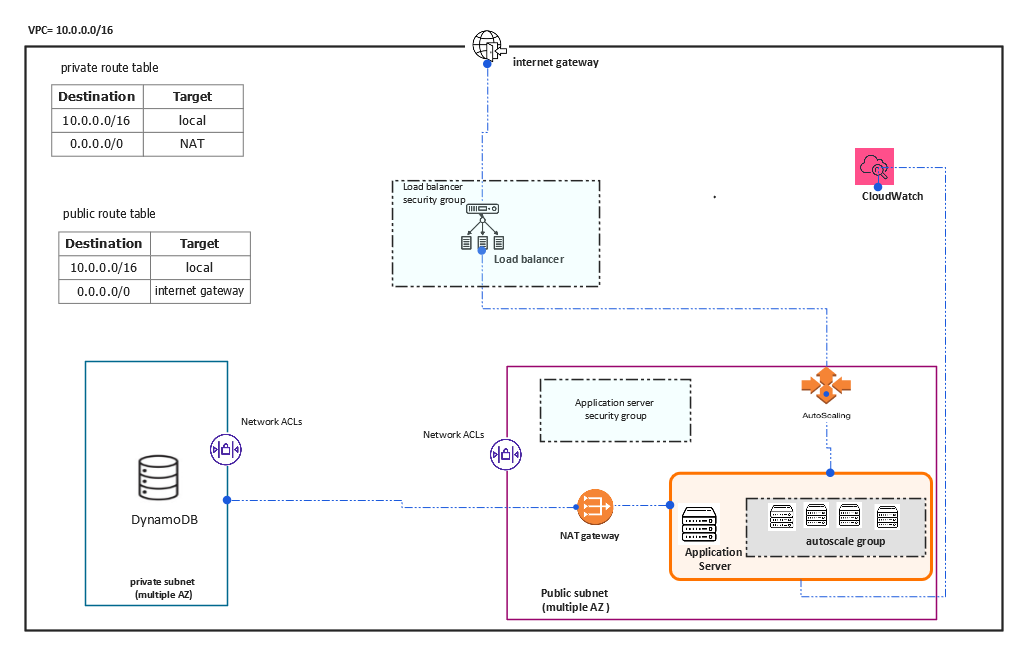 VPC= 10.0.0.0/16
internet gateway
private route table
Destination Target
10.0.0.0/16 local
0.0.0.0/0 NAT
public route table
Destination Target
10.0.0.0/16 local
0.0.0.0/0 internet gateway
Load balancer
security group
Load balancer
CloudWatch
Network ACLs
DynamoDB
private subnet
(multiple AZ)
Network ACLs
Application server
security group
AutoScaling
NAT gateway
Application
Server
autoscale group
Public subnet
(multiple AZ )